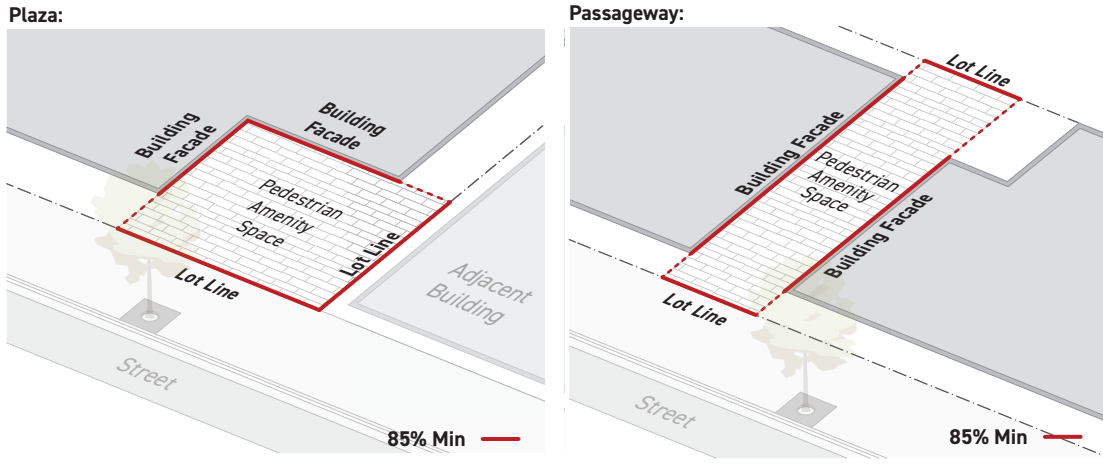 Plaza:
Building
Facade
Building
Facade
Pedestrian
Amenity
Space
Lot Line
Lot Line
Adjacent
Building
Street
85% Min
Passageway:
Lot Line
Building Facade
Pedestrian
Amenity
Space
Building Facade
Lot Line
Street
85% Min